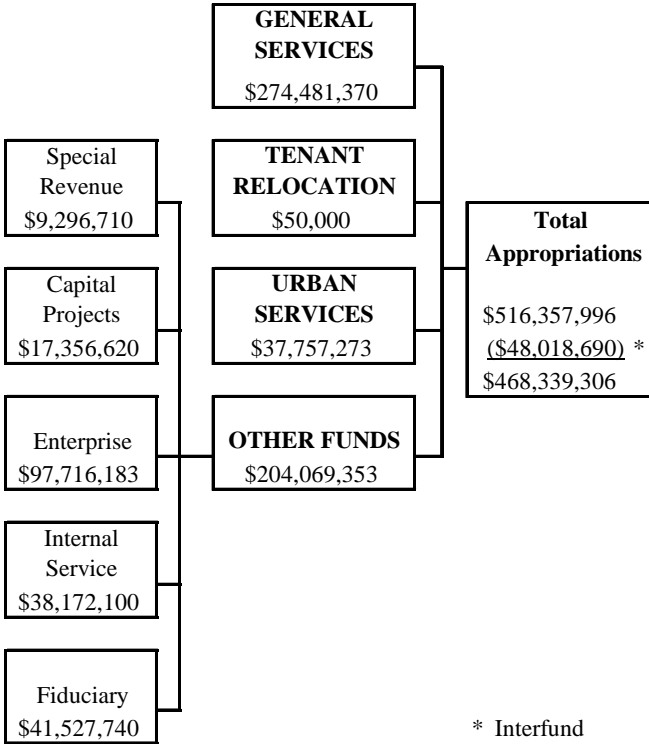 GENERAL
SERVICES
$274,481,370
Special
Revenue
$9,296,710
TENANT
RELOCATION
$50,000
Total
Appropriations
$516,357,996
($48,018,690) *
$468,339,306
Capital
Projects
$17,356,620
URBAN
SERVICES
$37,757,273
Enterprise
$97,716,183
OTHER FUNDS
$204,069,353
Internal
Service
$38,172,100
Fiduciary
$41,527,740
* Interfund